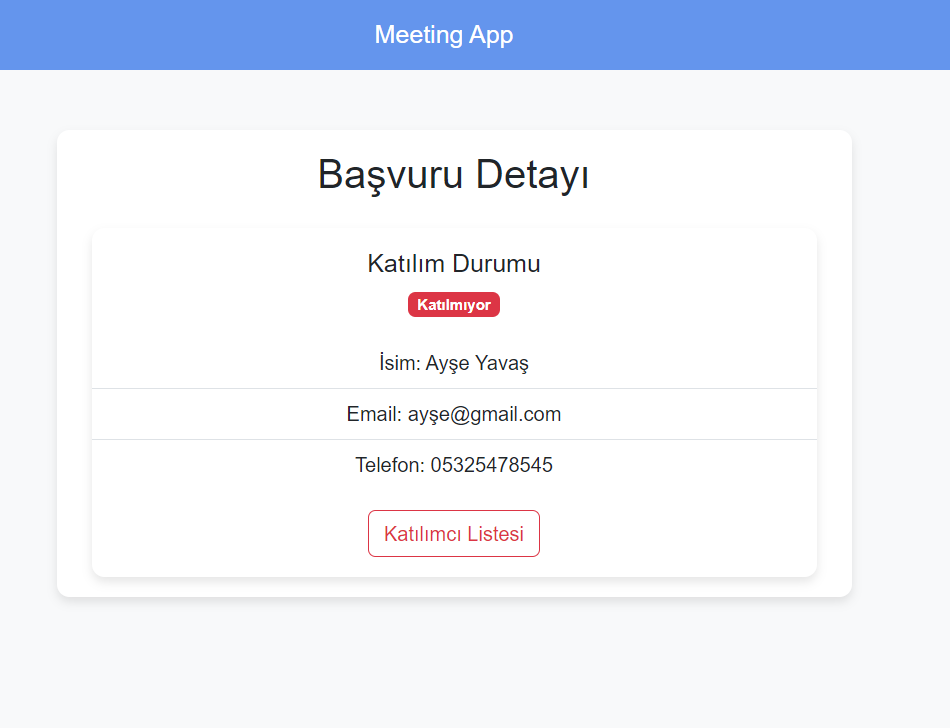 Meeting App
Başvuru Detayı
Katılım Durumu
Katılmıyor
İsim: Ayşe Yavaş
Email: ayşe@gmail.com
Telefon: 05325478545
Katılımcı Listesi